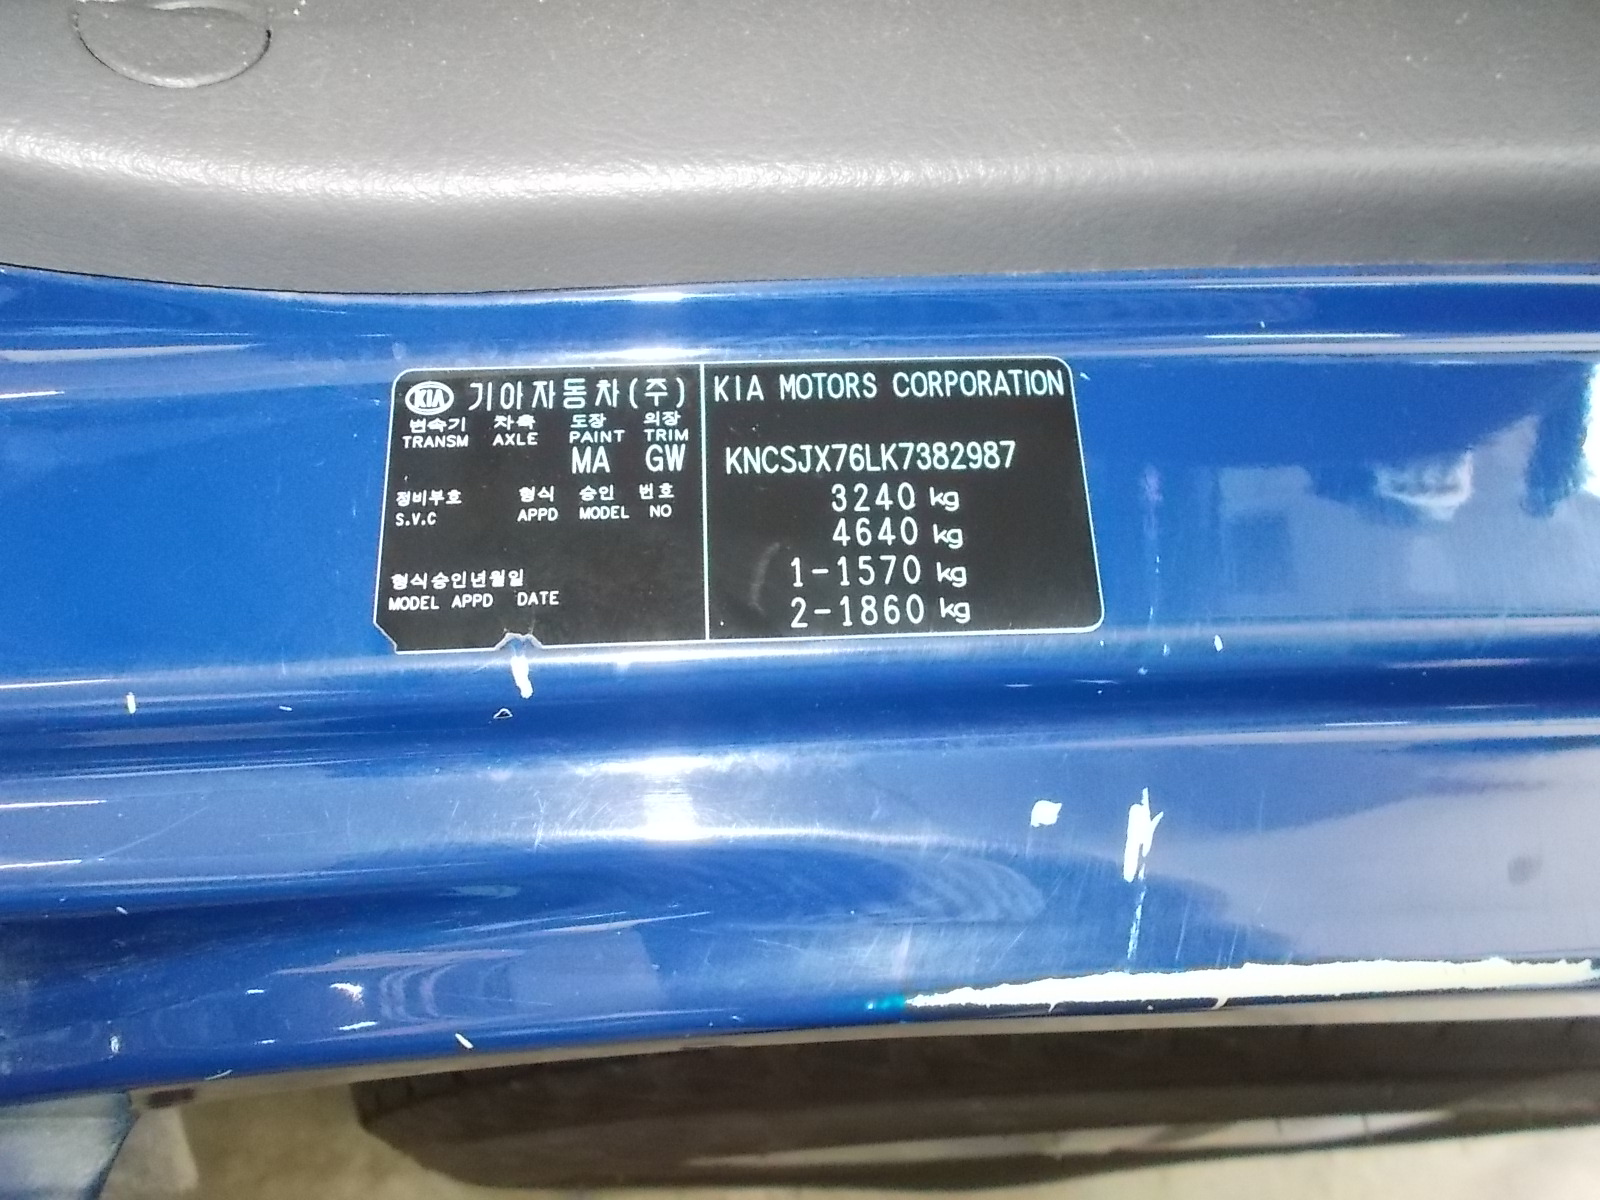 KIA 기아자동차(주)
변속기 차축 도장 외장
TRANSM AXLE PAINT TRIM
MA GW
정비부호 형식 승인 번호
S.V.C APPD MODEL NO
형식승인년월일
MODEL APPD DATE
KIA MOTORS CORPORATION
KNCSJX76LK7382987
3240 kg
4640 kg
1-1570 kg
2-1860 kg